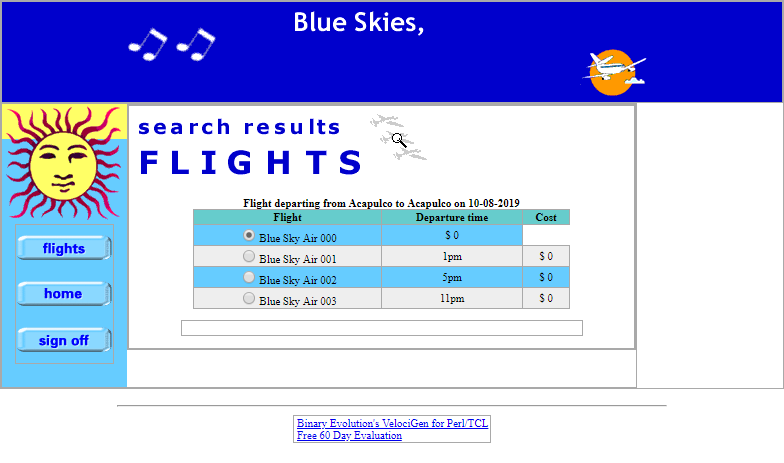 Blue Skies,
search results
FLIGHTS
Flight departing from Acapulco to Acapulco on 10-08-2019
Flight Departure time Cost
Blue Sky Air 000 $ 0
Blue Sky Air 001 1pm $ 0
Blue Sky Air 002 5pm $ 0
Blue Sky Air 003 11pm $ 0
flights
home
sign off
Binary Evolution's VelociGen for Perl/TCL
Free 60 Day Evaluation